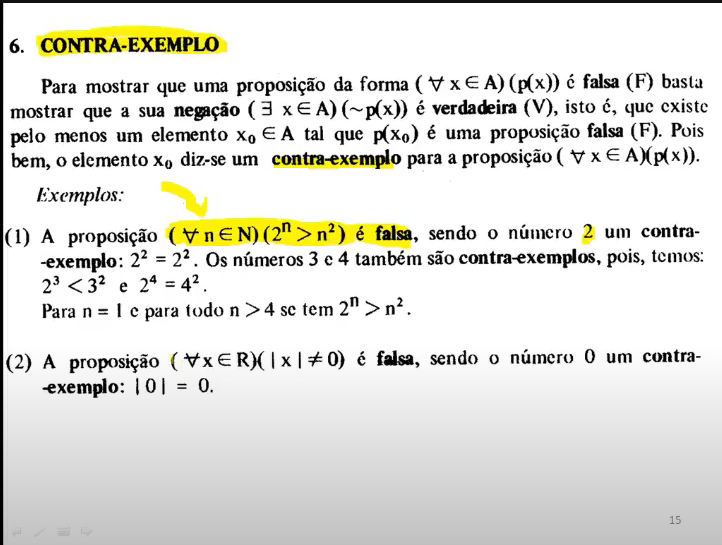 6. CONTRA-EXEMPLO
Para mostrar que uma proposição da forma ( ∀ x ∈ A) (p(x)) é falsa (F) basta
mostrar que a sua negação ( ∃ x ∈ A) (~p(x)) é verdadeira (V), isto é, que existe
pelo menos um elemento x₀ ∈ A tal que p(x₀) é uma proposição falsa (F). Pois
bem, o elemento x₀ diz-se um contra-exemplo para a proposição ( ∀ x ∈ A)(p(x)).
Exemplos:
(1) A proposição ( ∀ n ∈ N) (2ⁿ > n²) é falsa, sendo o número 2 um contra-
-exemplo: 2² = 2². Os números 3 e 4 também são contra-exemplos, pois, temos:
2³ < 3² e 2⁴ = 4².
Para n = 1 e para todo n > 4 se tem 2ⁿ > n².
(2) A proposição ( ∀x ∈ R)( | x | ≠ 0) é falsa, sendo o número 0 um contra-
-exemplo: | 0 | = 0.
15